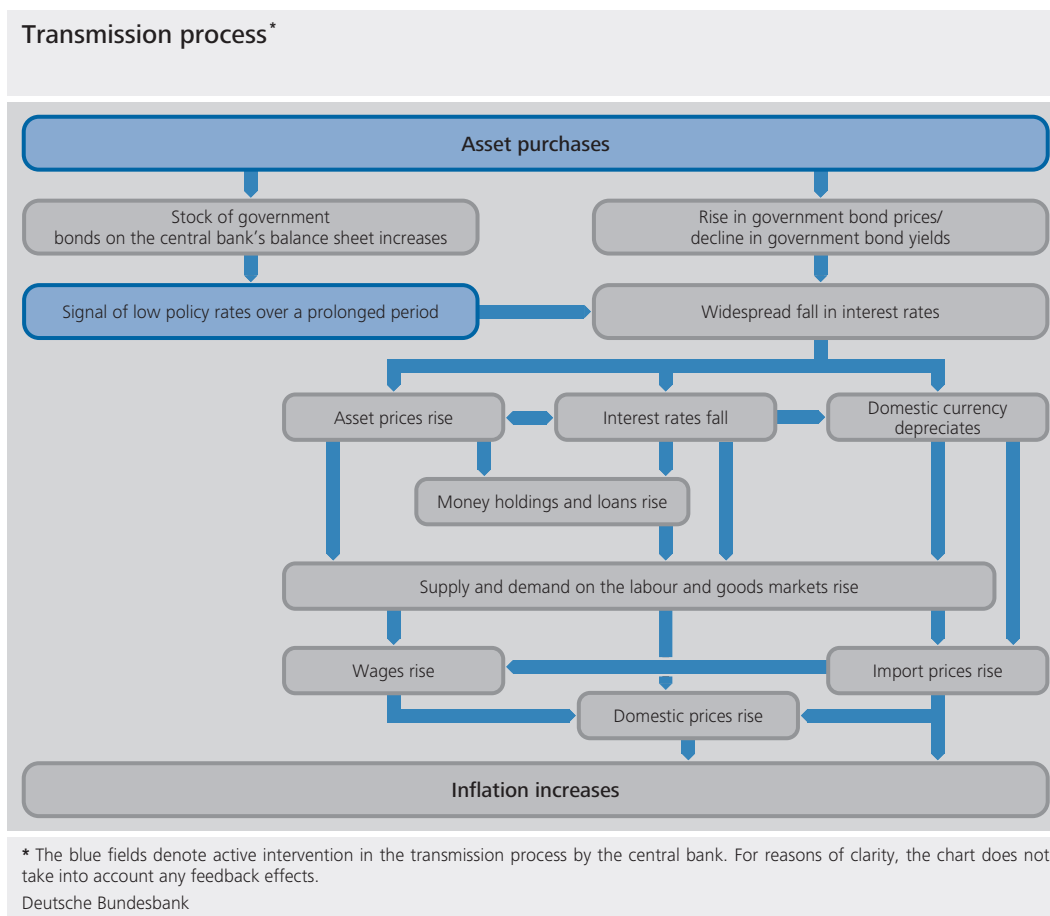 Transmission process*
Asset purchases
Stock of government
bonds on the central bank's balance sheet increases
Rise in government bond prices/
decline in government bond yields
Signal of low policy rates over a prolonged period
Widespread fall in interest rates
Asset prices rise
Interest rates fall
Domestic currency
depreciates
Money holdings and loans rise
Supply and demand on the labour and goods markets rise
Wages rise
Import prices rise
Domestic prices rise
Inflation increases
* The blue fields denote active intervention in the transmission process by the central bank. For reasons of clarity, the chart does not
take into account any feedback effects.
Deutsche Bundesbank